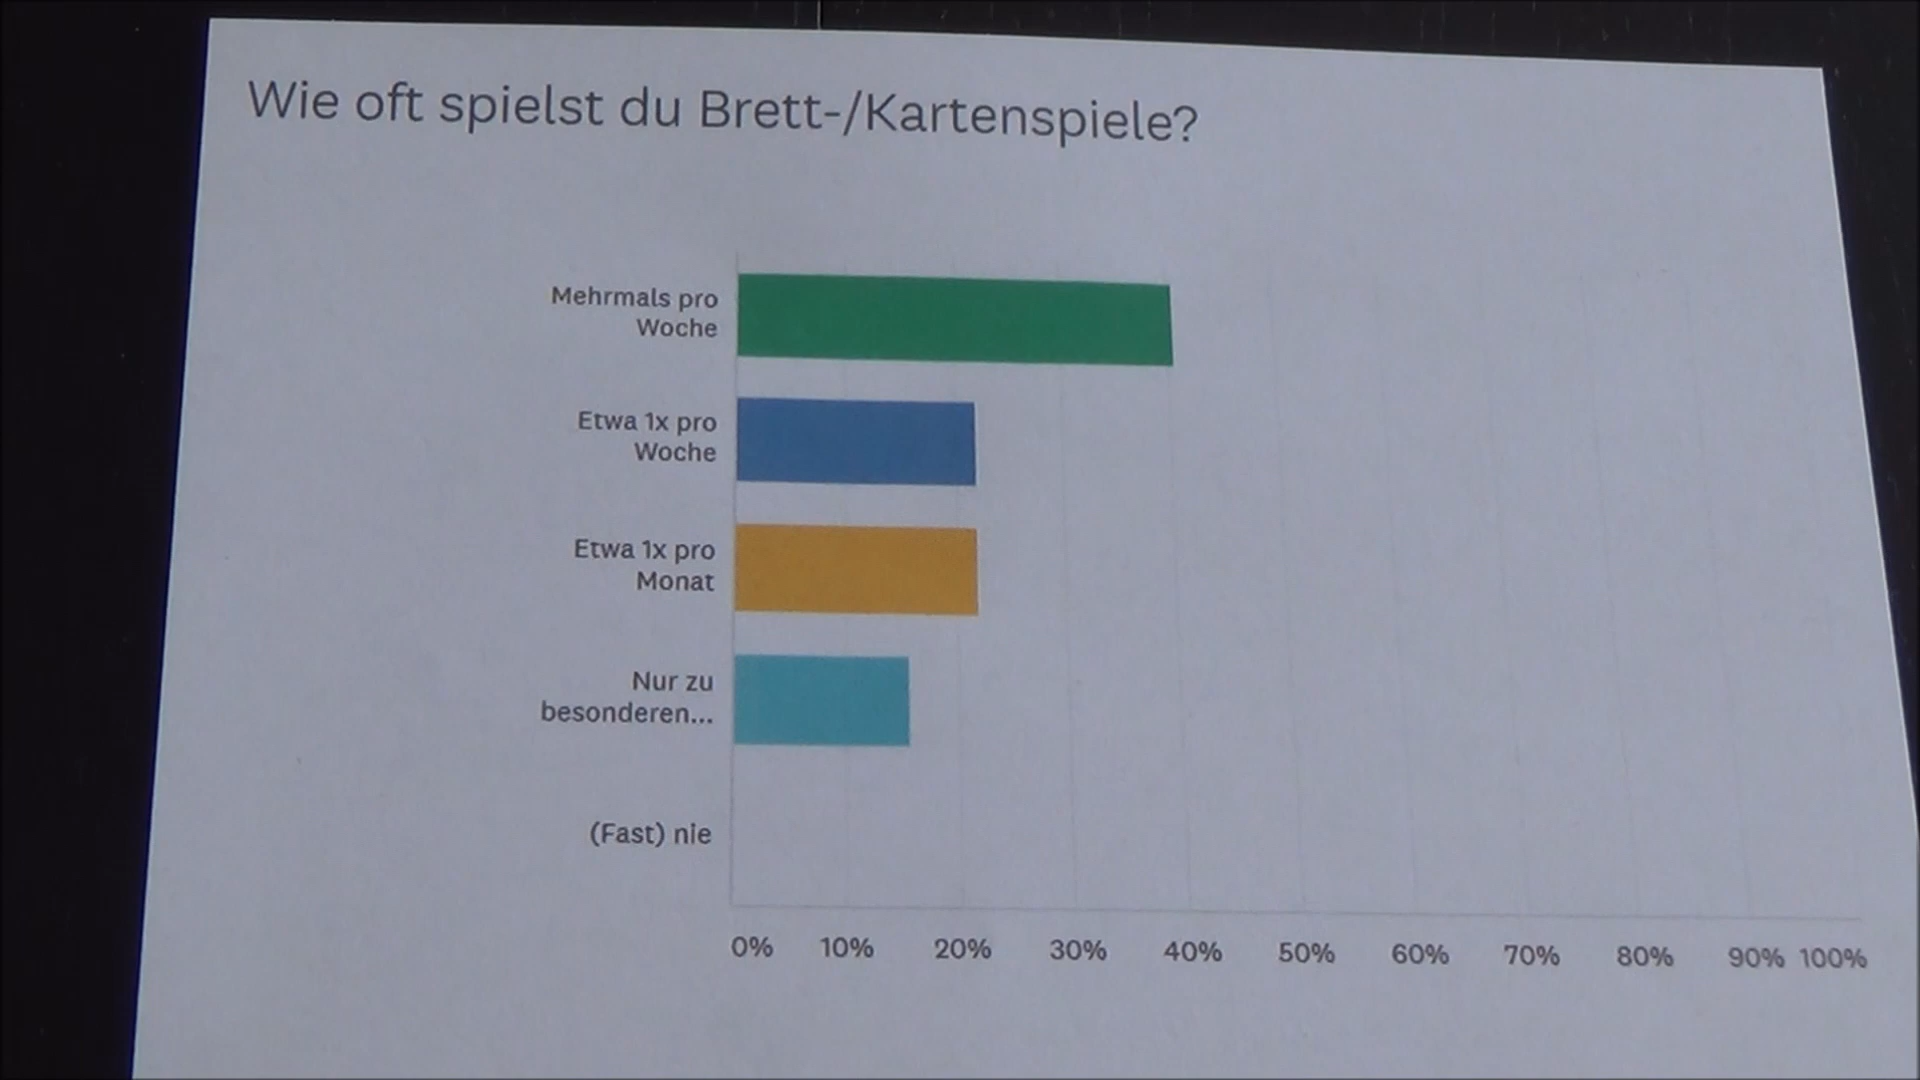 Wie oft spielst du Brett-/Kartenspiele?
Mehrmals pro
Woche
Etwa 1x pro
Woche
Etwa 1x pro
Monat
Nur zu
besonderen...
(Fast) nie
0% 10% 20% 30% 40% 50% 60% 70% 80% 90% 100%